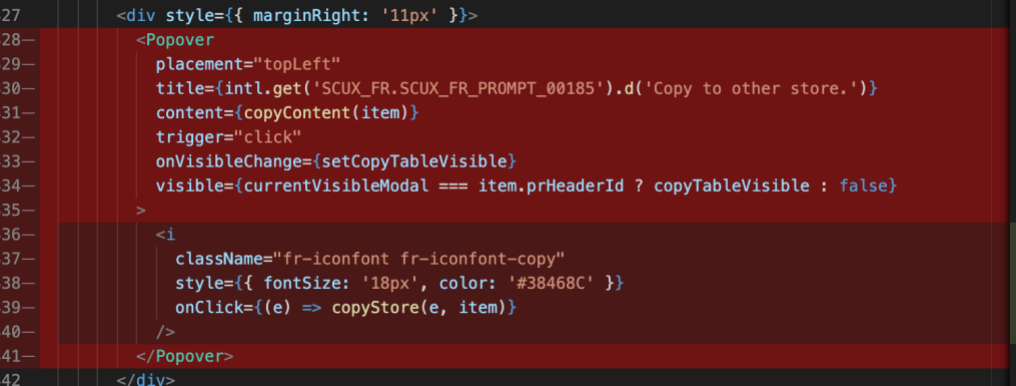 27 <div style={{ marginRight: '11px' }}>
28— <Popover
29— placement="topLeft"
30— title={intl.get('SCUX_FR.SCUX_FR_PROMPT_00185').d('Copy to other store.')}
31— content={copyContent(item)}
32— trigger="click"
33— onVisibleChange={setCopyTableVisible}
34— visible={currentVisibleModal === item.prHeaderId ? copyTableVisible : false}
35— >
36— <i
37— className="fr-iconfont fr-iconfont-copy"
38— style={{ fontSize: '18px', color: '#38468C' }}
39— onClick={(e) => copyStore(e, item)}
40— />
41— </Popover>
42 </div>